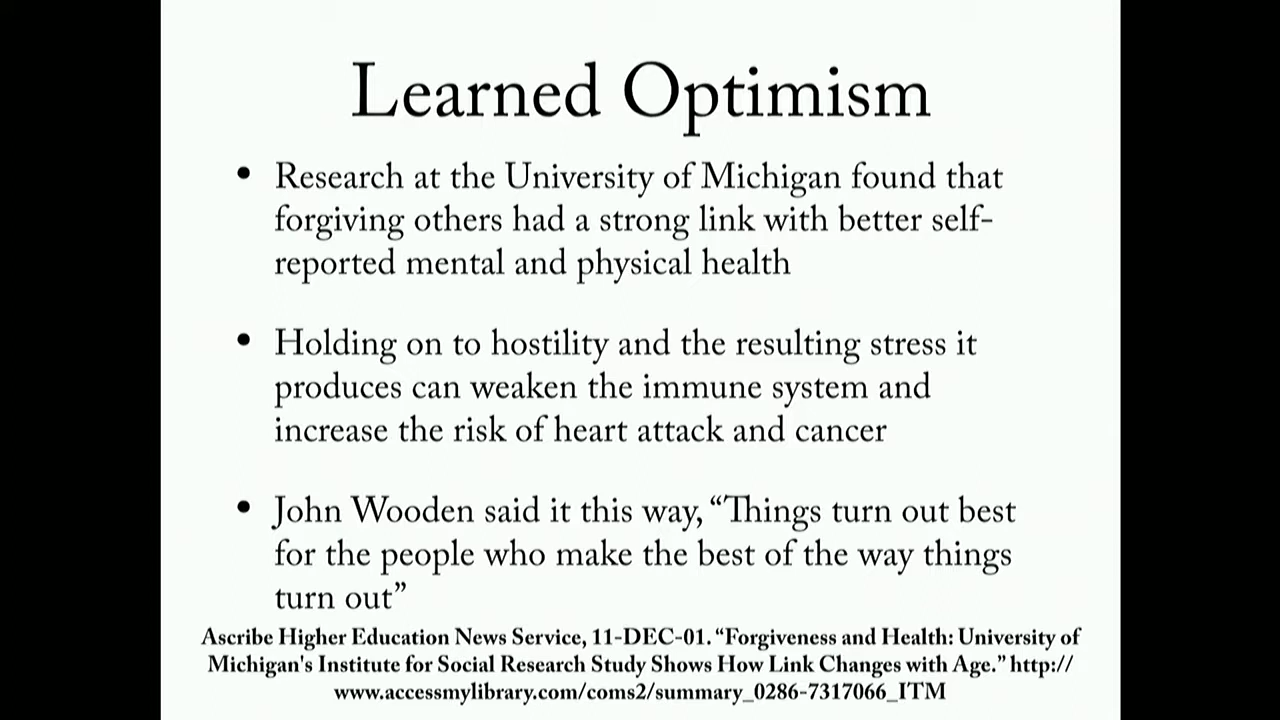 Learned Optimism
• Research at the University of Michigan found that
forgiving others had a strong link with better self-
reported mental and physical health
• Holding on to hostility and the resulting stress it
produces can weaken the immune system and
increase the risk of heart attack and cancer
• John Wooden said it this way, “Things turn out best
for the people who make the best of the way things
turn out”
Ascribe Higher Education News Service, 11-DEC-01. “Forgiveness and Health: University of
Michigan's Institute for Social Research Study Shows How Link Changes with Age.” http://
www.accessmylibrary.com/coms2/summary_0286-7317066_ITM